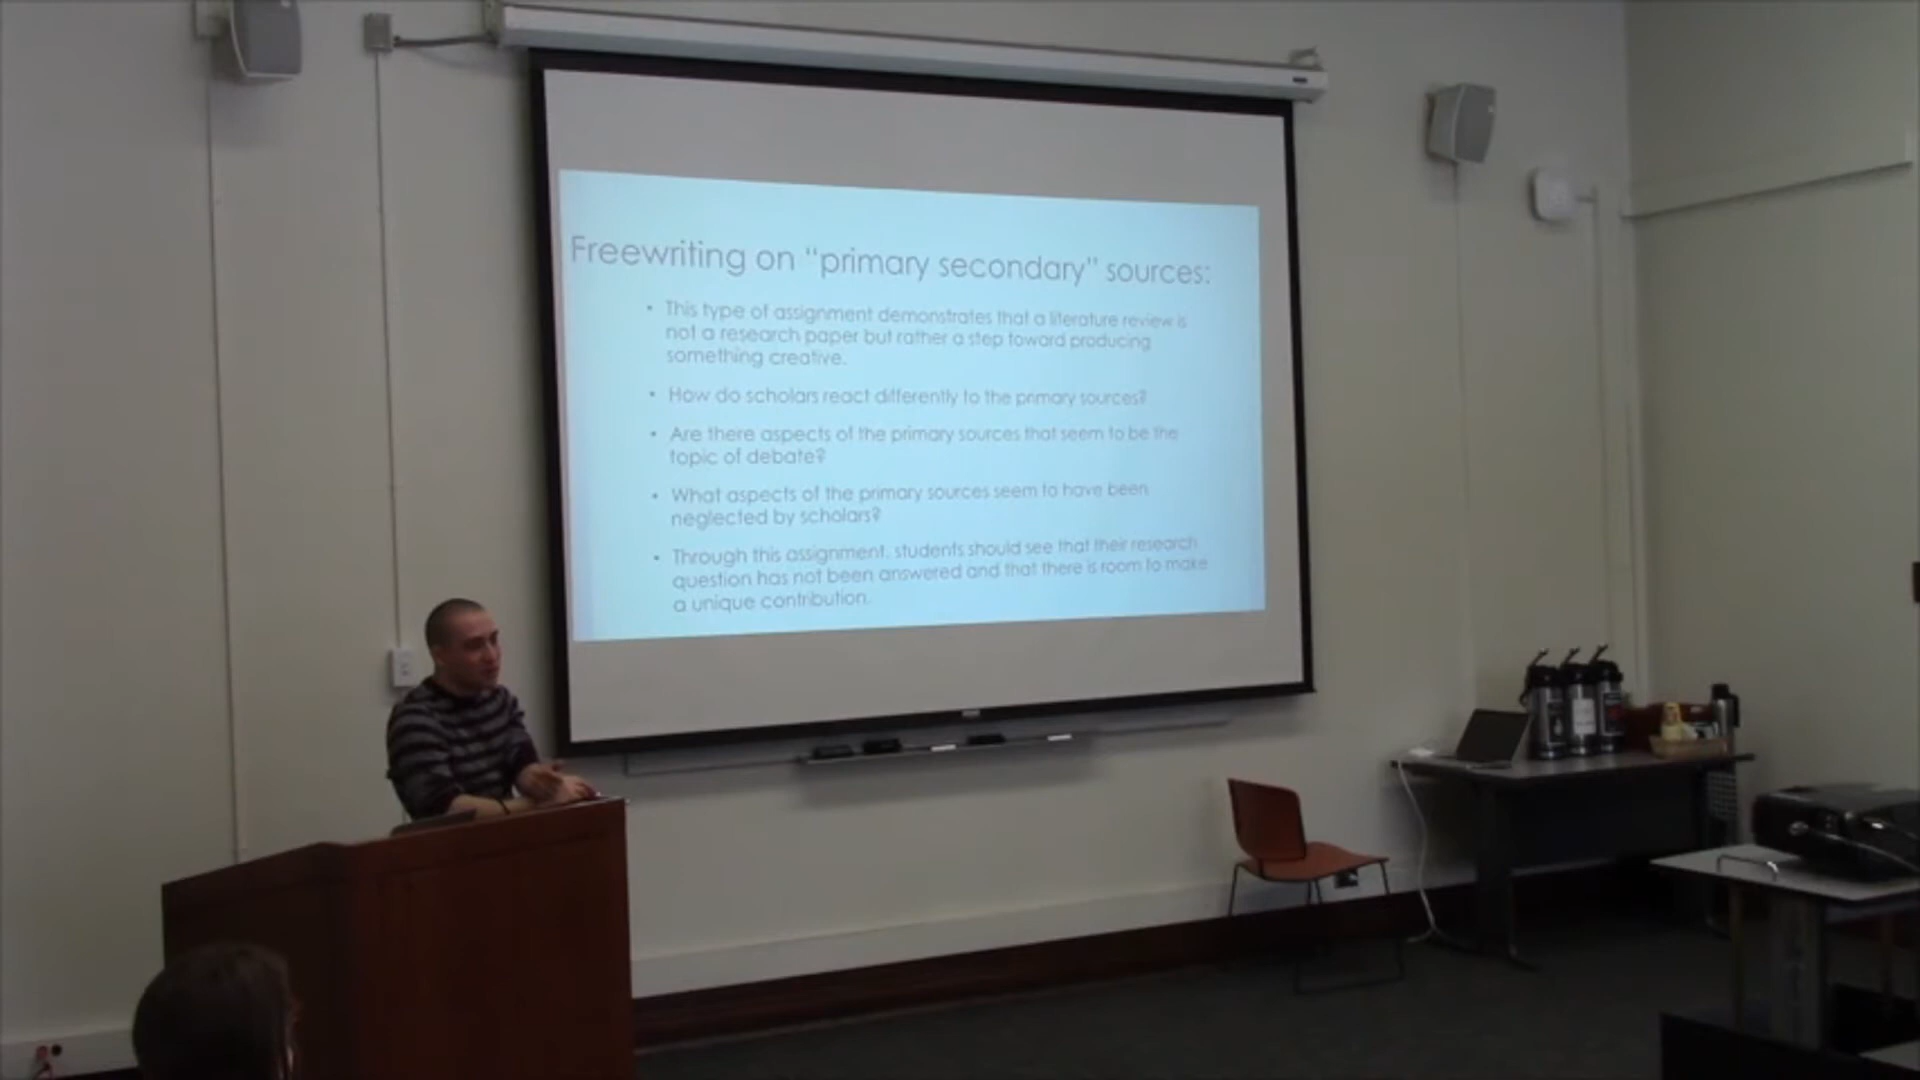 Freewriting on "primary secondary" sources:
• This type of assignment demonstrates that a literature review is
not a research paper but rather a step toward producing
something creative.
• How do scholars react differently to the primary sources?
• Are there aspects of the primary sources that seem to be the
topic of debate?
• What aspects of the primary sources seem to have been
neglected by scholars?
• Through this assignment, students should see that their research
question has not been answered and that there is room to make
a unique contribution.